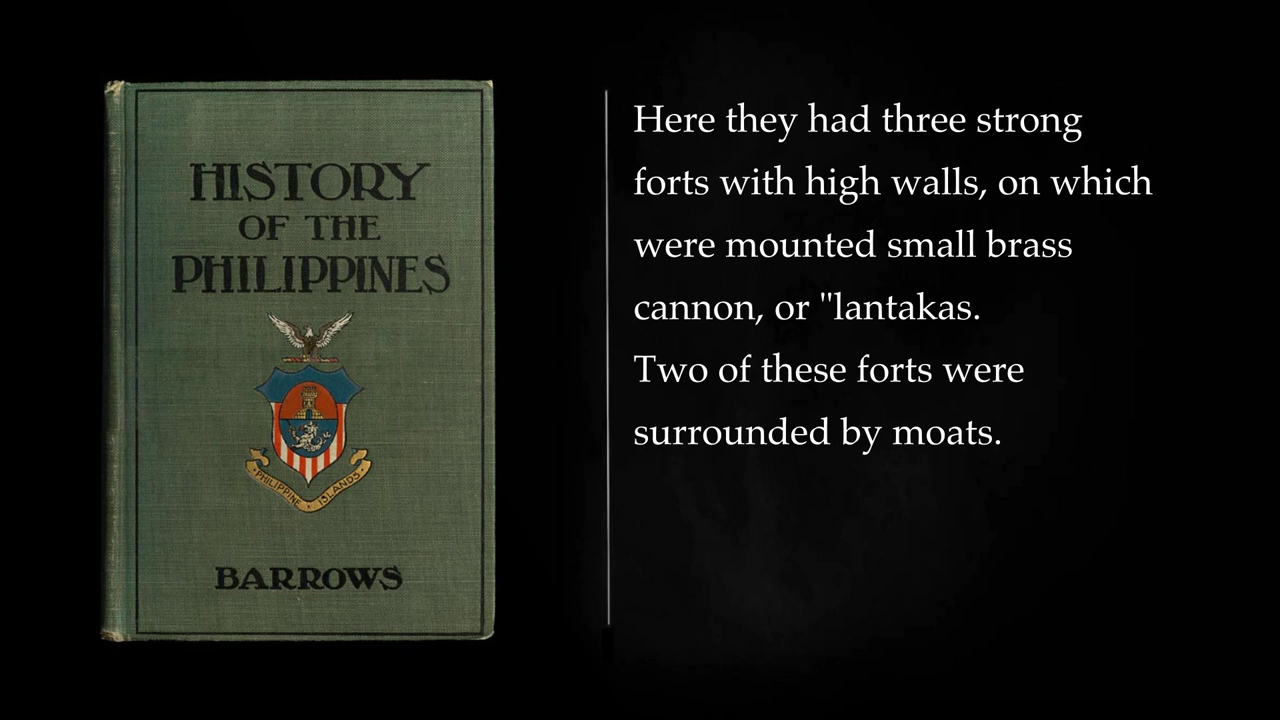 HISTORY
OF THE
PHILIPPINES
PHILIPPINE ISLANDS
BARROWS
Here they had three strong
forts with high walls, on which
were mounted small brass
cannon, or "lantakas.
Two of these forts were
surrounded by moats.